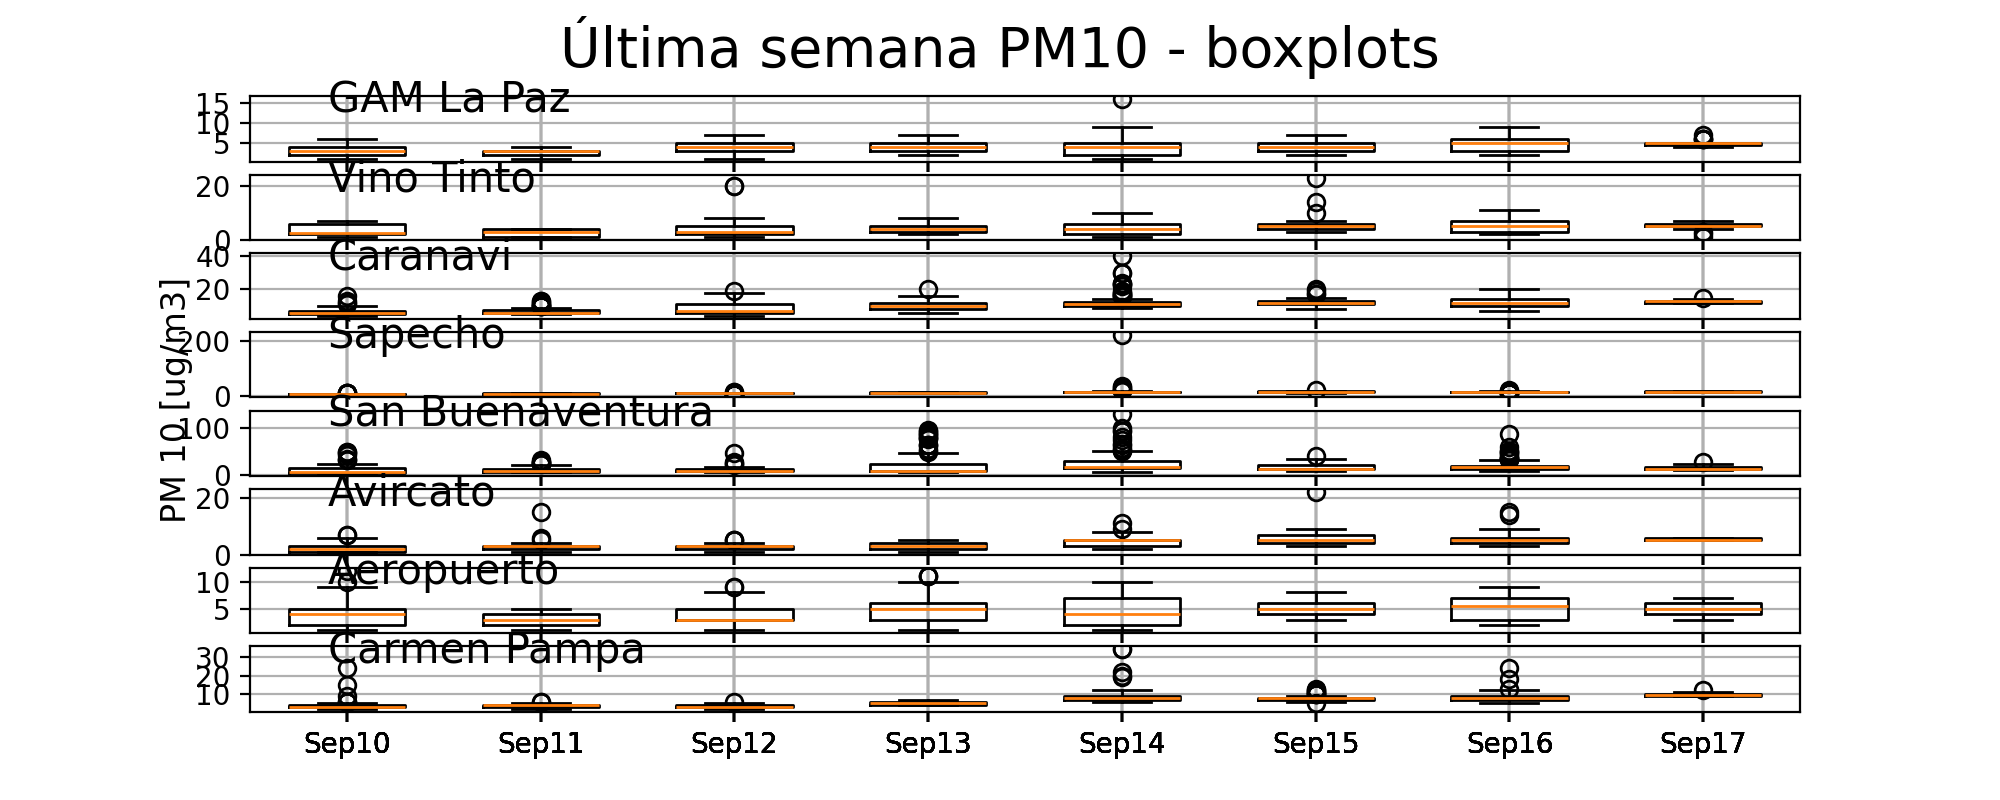 Última semana PM10 - boxplots
GAM La Paz
15
10
5
Vino Tinto
20
0
Caranavi
40
20
Sapecho
200
0
San Buenaventura
100
0
Avircato
20
0
Aeropuerto
10
5
Carmen Pampa
30
20
10
PM 10 [ug/m3]
Sep10 Sep11 Sep12 Sep13 Sep14 Sep15 Sep16 Sep17